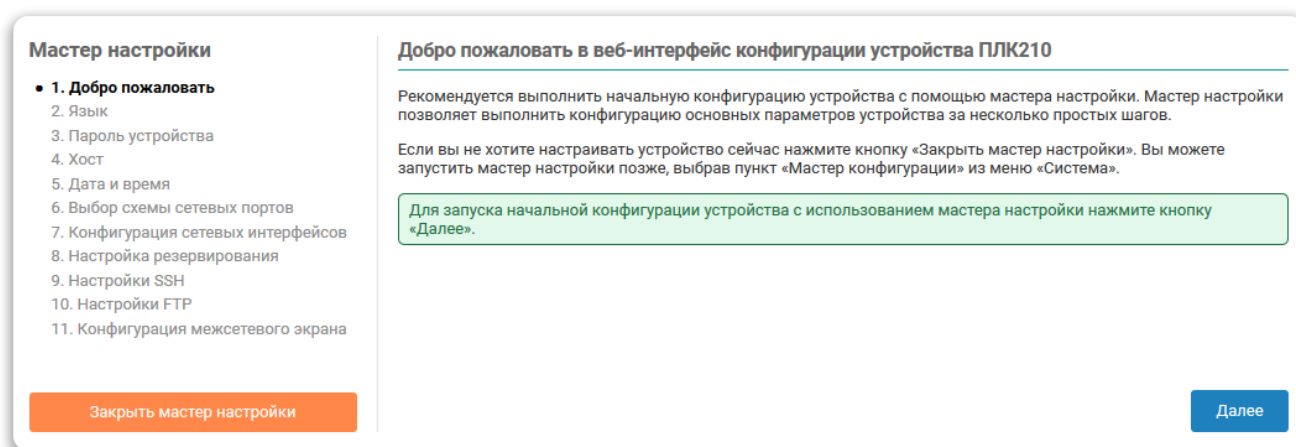 Мастер настройки
• 1. Добро пожаловать
2. Язык
3. Пароль устройства
4. Хост
5. Дата и время
6. Выбор схемы сетевых портов
7. Конфигурация сетевых интерфейсов
8. Настройка резервирования
9. Настройки SSH
10. Настройки FTP
11. Конфигурация межсетевого экрана
Закрыть мастер настройки
Добро пожаловать в веб-интерфейс конфигурации устройства ПЛК210
Рекомендуется выполнить начальную конфигурацию устройства с помощью мастера настройки. Мастер настройки
позволяет выполнить конфигурацию основных параметров устройства за несколько простых шагов.
Если вы не хотите настраивать устройство сейчас нажмите кнопку «Закрыть мастер настройки». Вы можете
запустить мастер настройки позже, выбрав пункт «Мастер конфигурации» из меню «Система».
Для запуска начальной конфигурации устройства с использованием мастера настройки нажмите кнопку
«Далее».
Далее